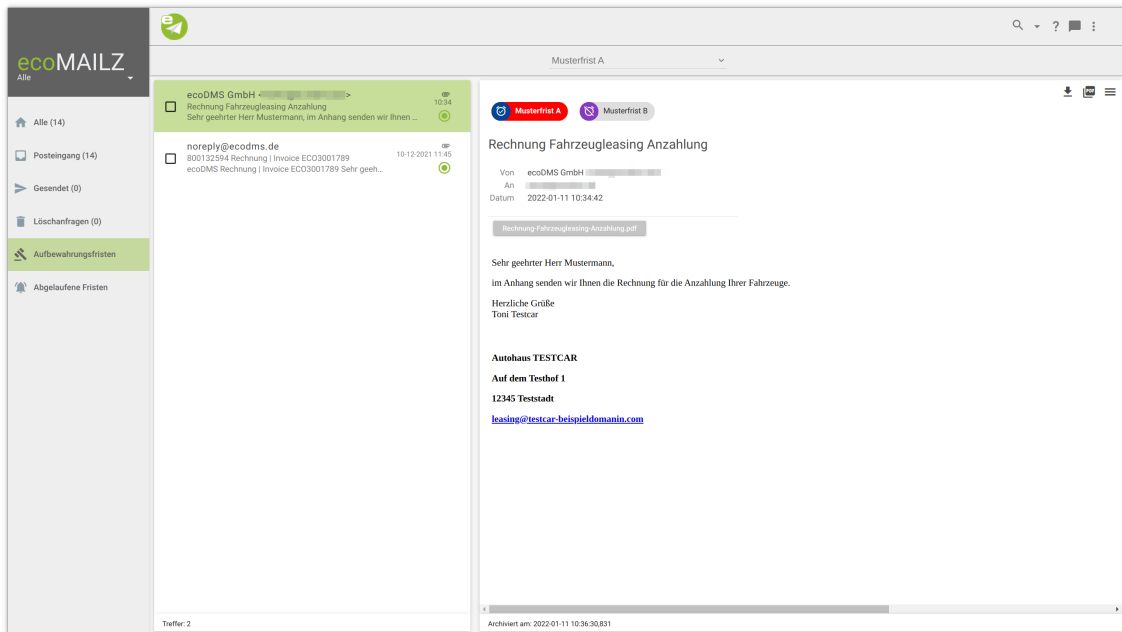 ecoMAILZ
Alle
Alle (14)
Posteingang (14)
Gesendet (0)
Löschanfragen (0)
Aufbewahrungsfristen
Abgelaufene Fristen
e
?
Musterfrist A
ecoDMS GmbH < >
10:34
Rechnung Fahrzeugleasing Anzahlung
Sehr geehrter Herr Mustermann, im Anhang senden wir Ihnen ...
noreply@ecodms.de
10-12-2021 11:45
800132594 Rechnung | Invoice ECO3001789
ecoDMS Rechnung | Invoice ECO3001789 Sehr geeh...
Treffer: 2
PDF
Musterfrist A Musterfrist B
Rechnung Fahrzeugleasing Anzahlung
Von ecoDMS GmbH
An
Datum 2022-01-11 10:34:42
Rechnung-Fahrzeugleasing-Anzahlung.pdf
Sehr geehrter Herr Mustermann,
im Anhang senden wir Ihnen die Rechnung für die Anzahlung Ihrer Fahrzeuge.
Herzliche Grüße
Toni Testcar
Autohaus TESTCAR
Auf dem Testhof 1
12345 Teststadt
leasing@testcar-beispieldomanin.com
Archiviert am: 2022-01-11 10:36:30,831